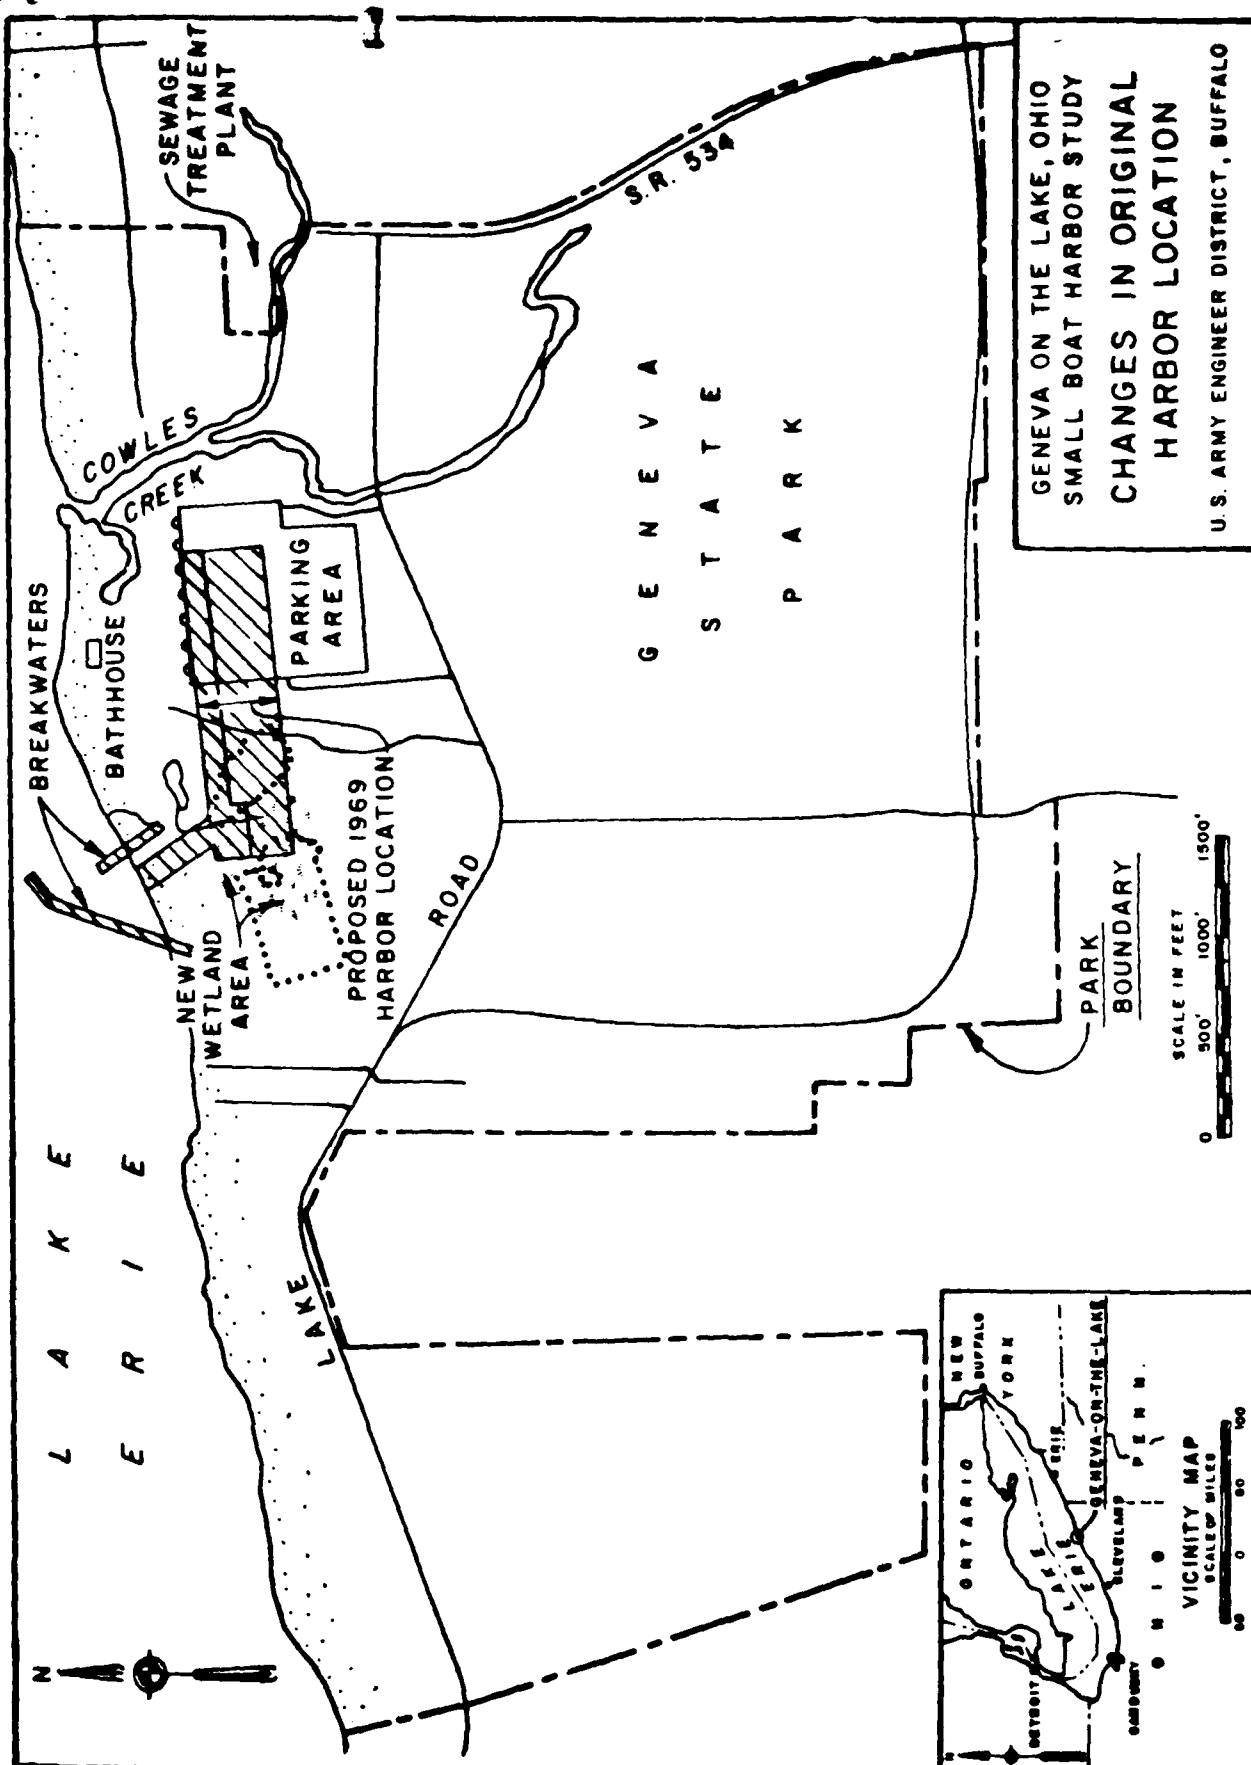 LAKE
ERIE
N
BREAKWATERS
BATHHOUSE
COWLES
CREEK
SEWAGE
TREATMENT
PLANT
NEW
WETLAND
AREA
PARKING
AREA
PROPOSED 1969
HARBOR LOCATION
LAKE
ROAD
S.R. 534
GENEVA
STATE
PARK
PARK
BOUNDARY
SCALE IN FEET
0 500' 1000' 1500'
ONTARIO
NEW
YORK
BUFFALO
ERIE
LAKE
ERIE
GENEVA-ON-THE-LAKE
PENN.
CLEVELAND
DETROIT
SANDUSKY
OHIO
N
VICINITY MAP
SCALE OF MILES
50 0 50 100
GENEVA ON THE LAKE, OHIO
SMALL BOAT HARBOR STUDY
CHANGES IN ORIGINAL
HARBOR LOCATION
U.S. ARMY ENGINEER DISTRICT, BUFFALO